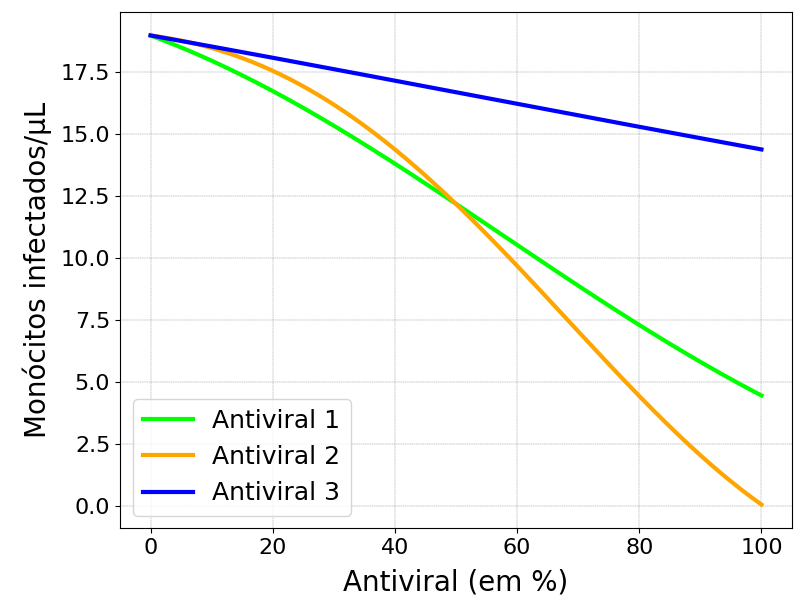 Monócitos infectados/µL
17.5
15.0
12.5
10.0
7.5
5.0
2.5
0.0
Antiviral 1
Antiviral 2
Antiviral 3
0 20 40 60 80 100
Antiviral (em %)